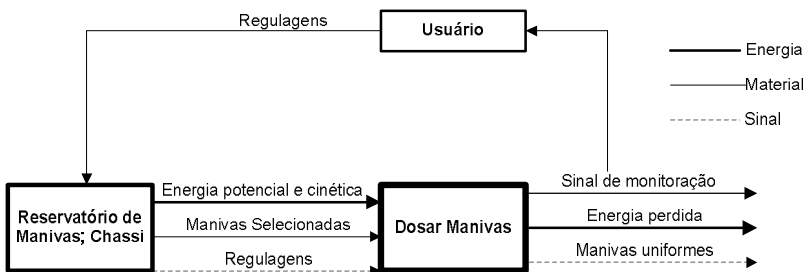 Regulagens
Usuário
Energia
Material
Sinal
Reservatório de
Manivas; Chassi
Energia potencial e cinética
Manivas Selecionadas
Regulagens
Dosar Manivas
Sinal de monitoração
Energia perdida
Manivas uniformes